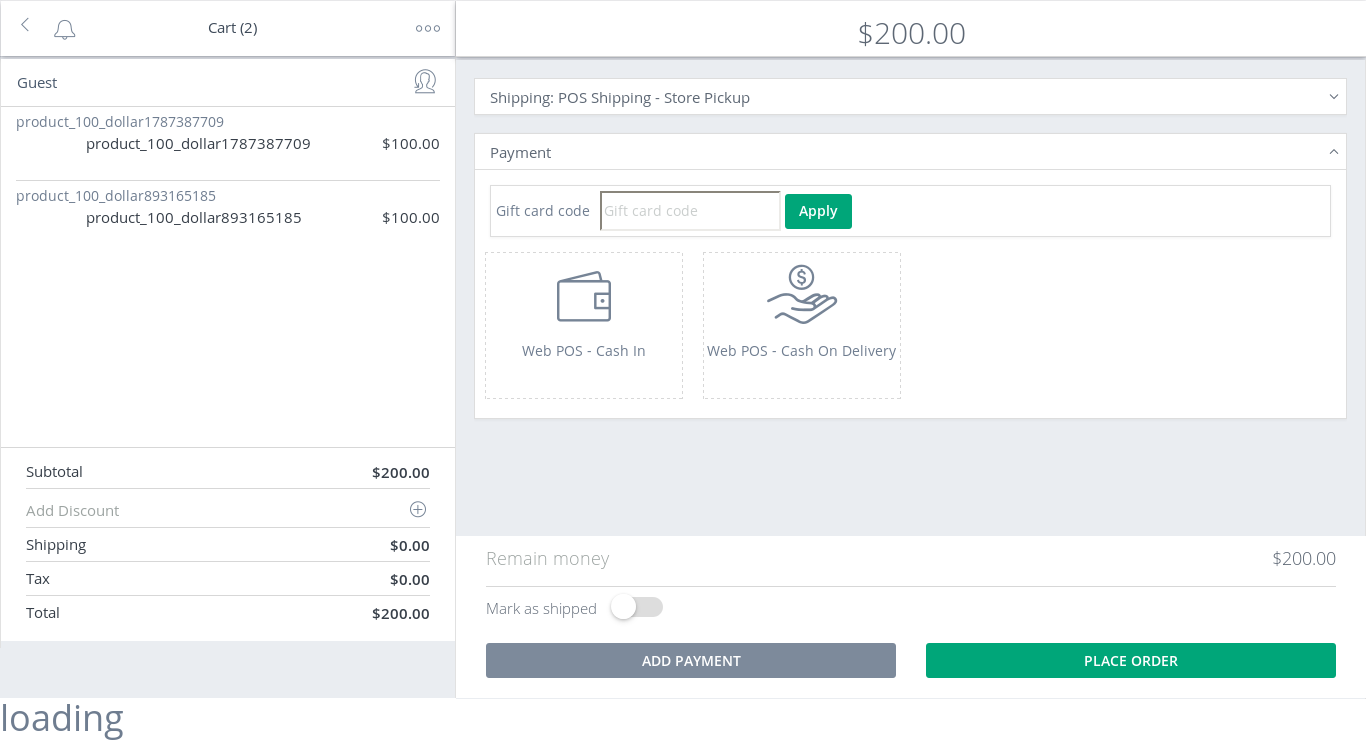 Cart (2)
Guest
product_100_dollar1787387709
product_100_dollar1787387709 $100.00
product_100_dollar893165185
product_100_dollar893165185 $100.00
Subtotal $200.00
Add Discount
Shipping $0.00
Tax $0.00
Total $200.00
$200.00
Shipping: POS Shipping - Store Pickup
Payment
Gift card code Gift card code Apply
$
Web POS - Cash In Web POS - Cash On Delivery
Remain money $200.00
Mark as shipped
ADD PAYMENT PLACE ORDER
loading